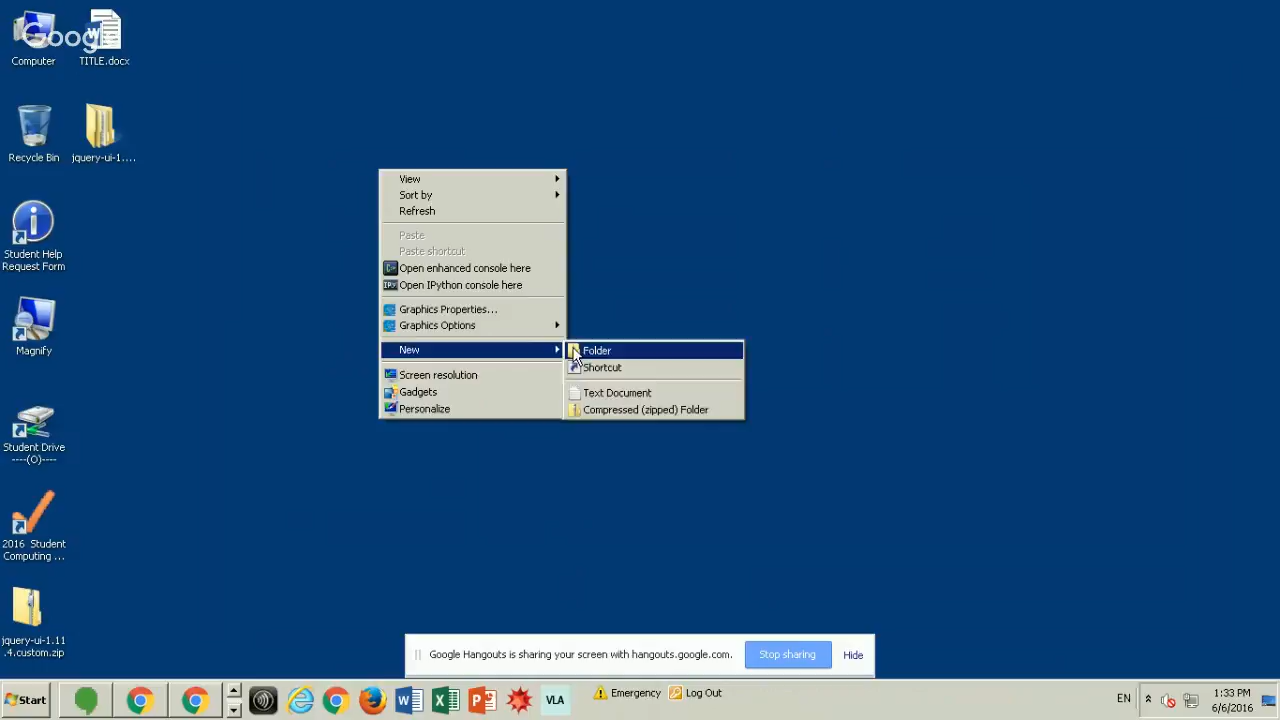 Google
Computer
TITLE.docx
Recycle Bin
jquery-ui-1....
Student Help
Request Form
Magnify
Student Drive
----(O)----
2016 Student
Computing ...
jquery-ui-1.11
.4.custom.zip
View
Sort by
Refresh
Paste
Paste shortcut
Open enhanced console here
Open IPython console here
Graphics Properties...
Graphics Options
New
Screen resolution
Gadgets
Personalize
Folder
Shortcut
Text Document
Compressed (zipped) Folder
Google Hangouts is sharing your screen with hangouts.google.com.
Stop sharing
Hide
Start
VLA
Emergency
Log Out
EN
1:33 PM
6/6/2016